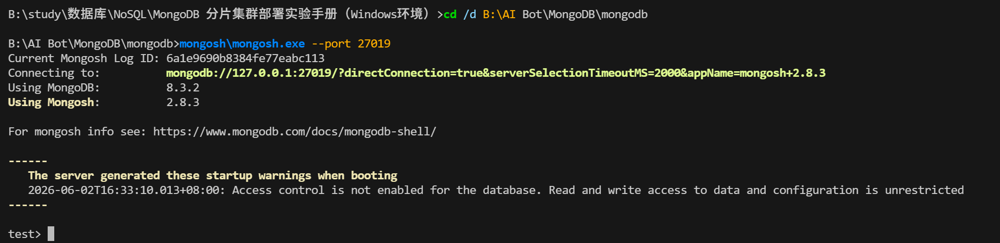 B:\study\数据库\NoSQL\MongoDB 分片集群部署实验手册（Windows环境）>cd /d B:\AI Bot\MongoDB\mongodb
B:\AI Bot\MongoDB\mongodb>mongosh\mongosh.exe --port 27019
Current Mongosh Log ID: 6a1e9690b8384fe77eabc113
Connecting to: mongodb://127.0.0.1:27019/?directConnection=true&serverSelectionTimeoutMS=2000&appName=mongosh+2.8.3
Using MongoDB: 8.3.2
Using Mongosh: 2.8.3
For mongosh info see: https://www.mongodb.com/docs/mongodb-shell/
------
The server generated these startup warnings when booting
2026-06-02T16:33:10.013+08:00: Access control is not enabled for the database. Read and write access to data and configuration is unrestricted
------
test>